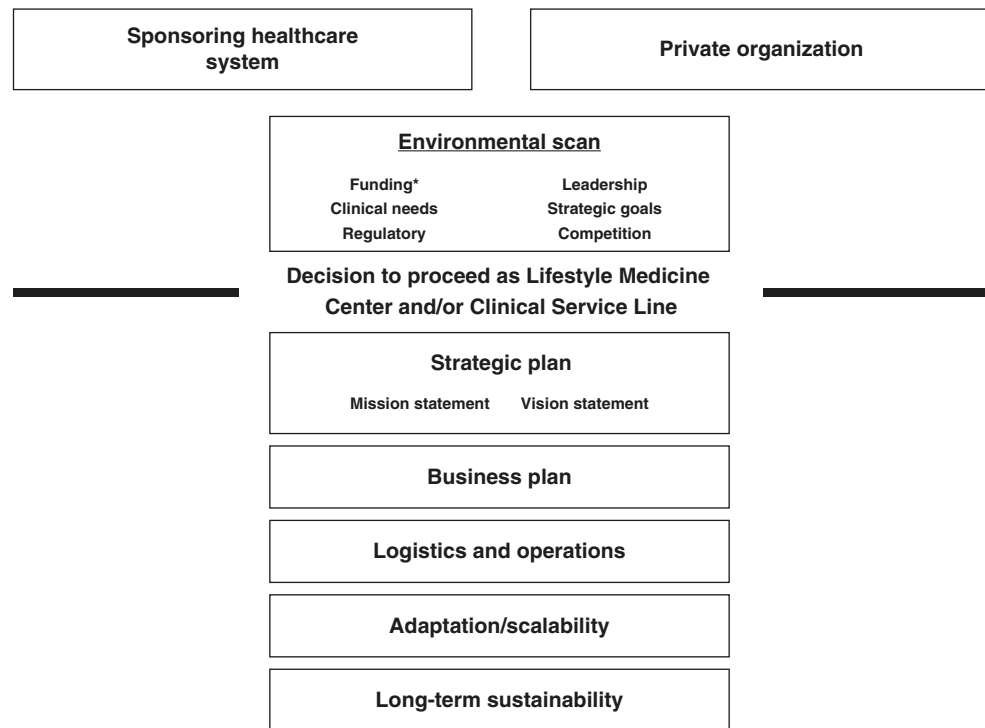 Sponsoring healthcare
system
Private organization
Environmental scan
Funding*
Leadership
Clinical needs
Strategic goals
Regulatory
Competition
Decision to proceed as Lifestyle Medicine
Center and/or Clinical Service Line
Strategic plan
Mission statement Vision statement
Business plan
Logistics and operations
Adaptation/scalability
Long-term sustainability